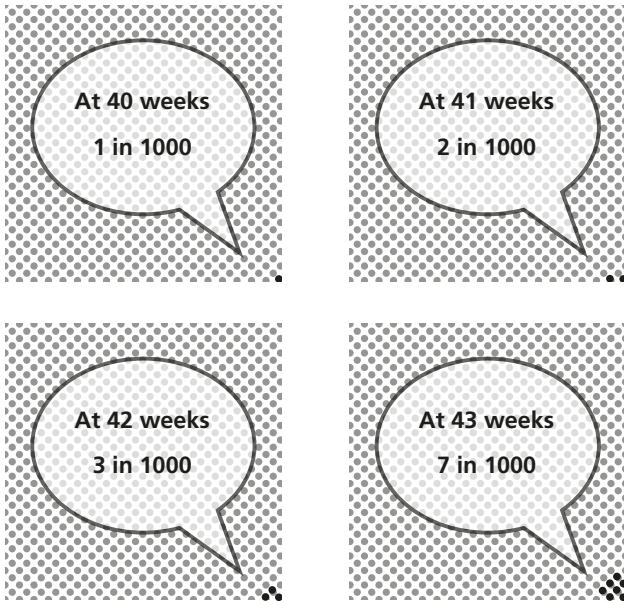 At 40 weeks
1 in 1000
At 41 weeks
2 in 1000
At 42 weeks
3 in 1000
At 43 weeks
7 in 1000